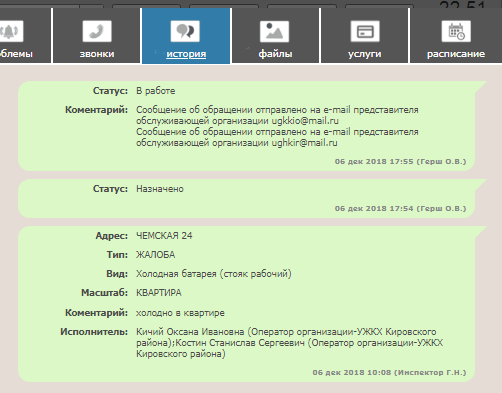 22 51
блемы
звонки
история
файлы
услуги
расписание
Статус: В работе
Коментарий: Сообщение об обращении отправлено на e-mail представителя
обслуживающей организации ugkkio@mail.ru
Сообщение об обращении отправлено на e-mail представителя
обслуживающей организации ughkir@mail.ru
06 дек 2018 17:55 (Герш О.В.)
Статус: Назначено
06 дек 2018 17:54 (Герш О.В.)
Адрес: ЧЕМСКАЯ 24
Тип: ЖАЛОБА
Вид: Холодная батарея (стояк рабочий)
Масштаб: КВАРТИРА
Коментарий: холодно в квартире
Исполнитель: Кичий Оксана Ивановна (Оператор организации-УЖКХ Кировского
района);Костин Станислав Сергеевич (Оператор организации-УЖКХ
Кировского района)
06 дек 2018 10:08 (Инспектор Г.Н.)